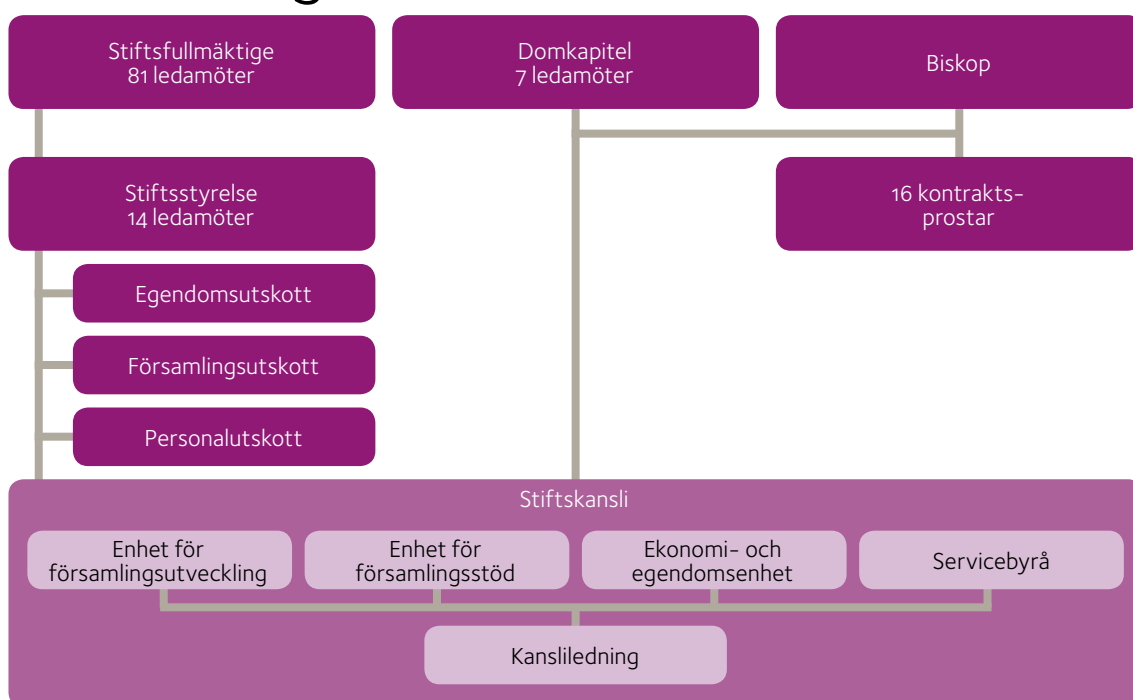 Stiftsfullmäktige
81 ledamöter
Domkapitel
7 ledamöter
Biskop
Stiftsstyrelse
14 ledamöter
16 kontrakts-
prostar
Egendomsutskott
Församlingsutskott
Personalutskott
Stiftskansli
Enhet för
församlingsutveckling
Enhet för
församlingsstöd
Ekonomi- och
egendomsenhet
Servicebyrå
Kansliledning